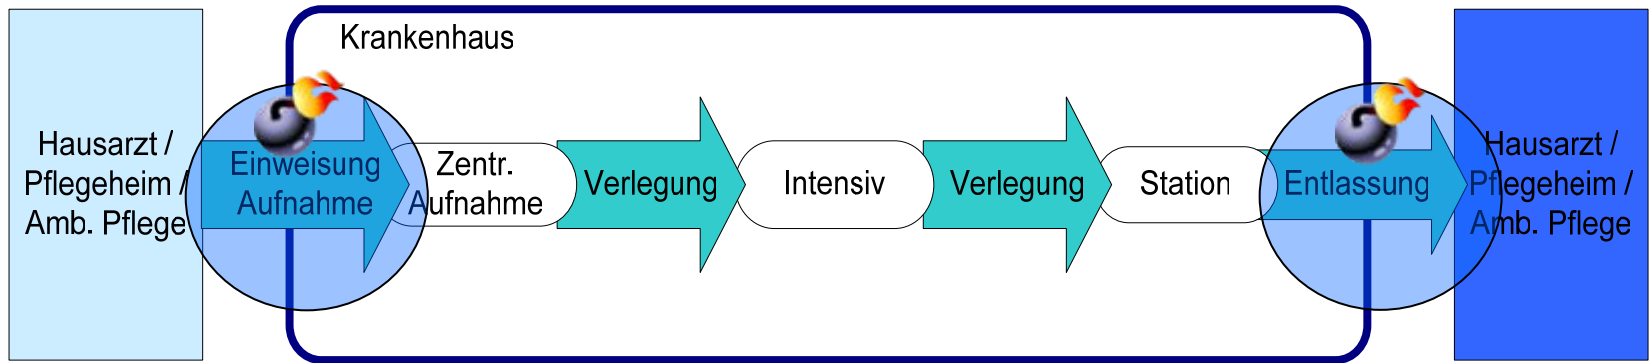 Krankenhaus
Hausarzt /
Pflegeheim /
Amb. Pflege
Einweisung
Aufnahme
Zentr.
Aufnahme
Verlegung
Intensiv
Verlegung
Station
Entlassung
Hausarzt /
Pflegeheim /
Amb. Pflege